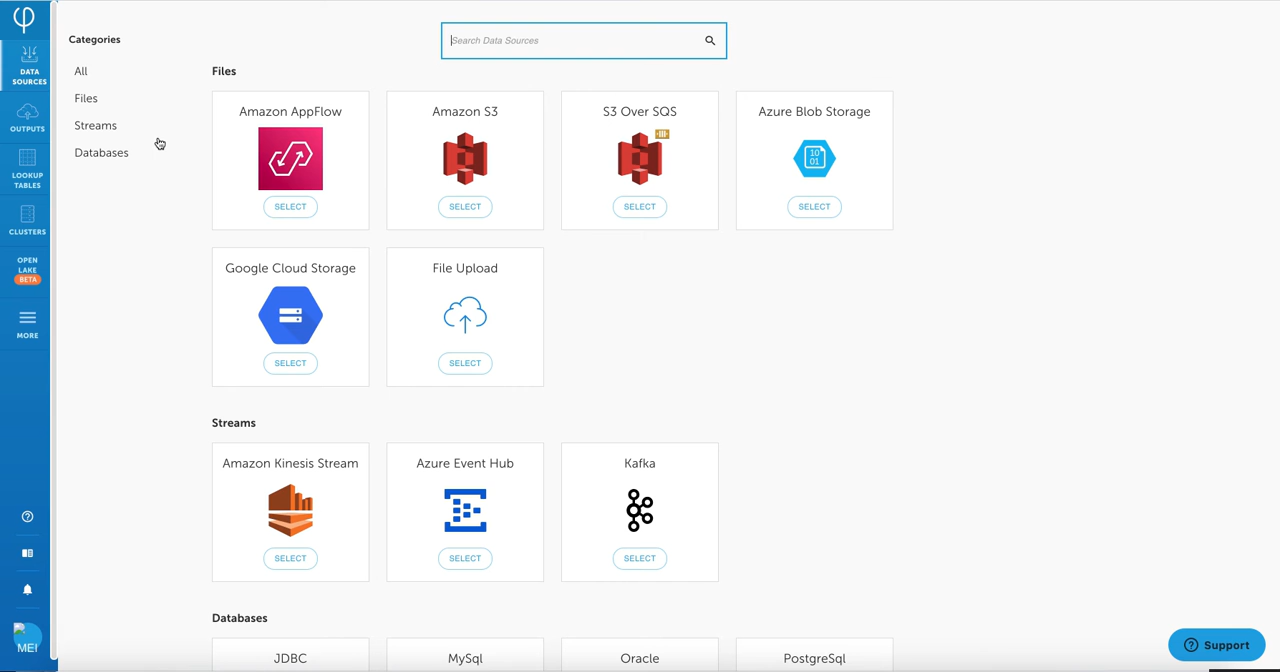 φ
DATA
SOURCES
OUTPUTS
LOOKUP
TABLES
CLUSTERS
OPEN
LAKE
BETA
MORE
ME!
Categories
All
Files
Streams
Databases
Search Data Sources
Files
Amazon AppFlow
SELECT
Amazon S3
SELECT
S3 Over SQS
SELECT
Azure Blob Storage
10
01
SELECT
Google Cloud Storage
SELECT
File Upload
SELECT
Streams
Amazon Kinesis Stream
SELECT
Azure Event Hub
SELECT
Kafka
SELECT
Databases
JDBC
MySql
Oracle
PostgreSql
? Support